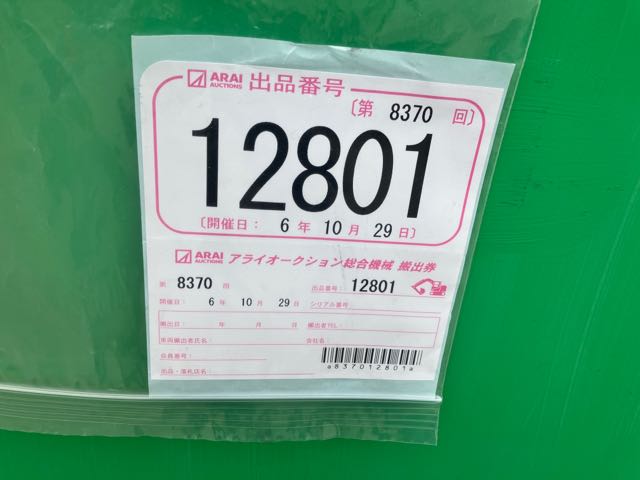 ARAI AUCTIONS 出品番号
〔第 8370 回〕
12801
〔開催日： 6 年 10 月 29 日〕
ARAI AUCTIONS アライオークション総合機械 搬出券
第 8370 回 出品番号： 12801
開催日： 6 年 10 月 29 日 シリアル番号：
搬出日： 年 月 日 搬出者TEL：
車両搬出者氏名： 会社名：
会員番号：
出品・落札店名：
a837012801a